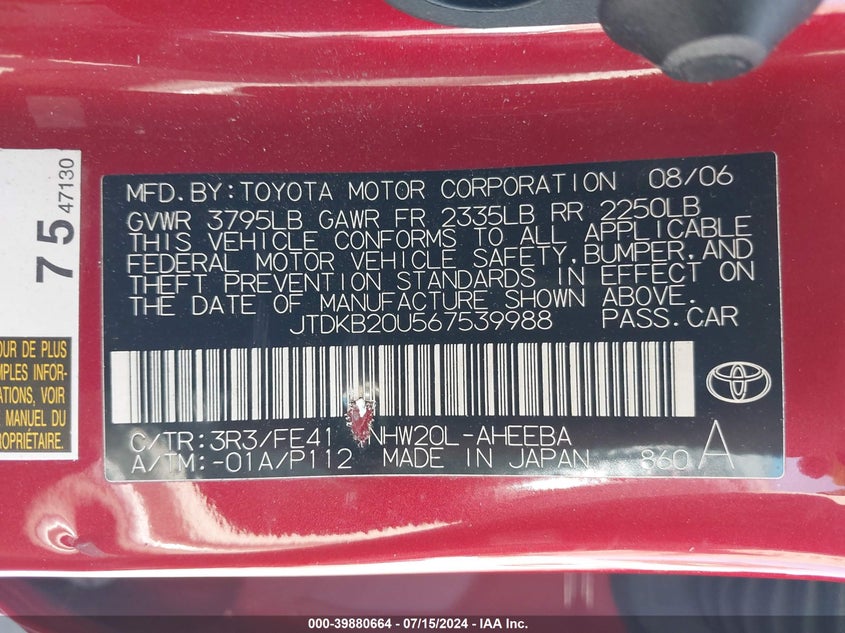 MFD.BY:TOYOTA MOTOR CORPORATION 08/06
GVWR 3795LB GAWR FR 2335LB RR 2250LB
THIS VEHICLE CONFORMS TO ALL APPLICABLE
FEDERAL MOTOR VEHICLE SAFETY,BUMPER,AND
THEFT PREVENTION STANDARDS IN EFFECT ON
THE DATE OF MANUFACTURE SHOWN ABOVE.
JTDKB20U567539988 PASS.CAR
C/TR:3R3/FE41 NHW20L-AHEEBA
A/TM:-01A/P112 MADE IN JAPAN 860 A
75 47130
OUR DE PLUS
MPLES INFOR-
ATIONS, VOIR
MANUEL DU
PROPRIÉTAIRE.
000-39880664 - 07/15/2024 - IAA Inc.